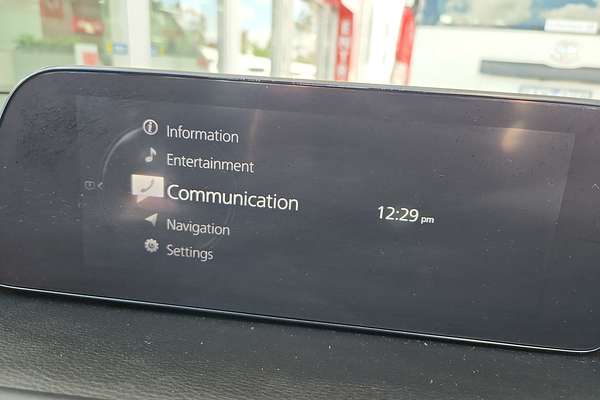 Information
Entertainment
Communication
12:29 pm
Navigation
Settings